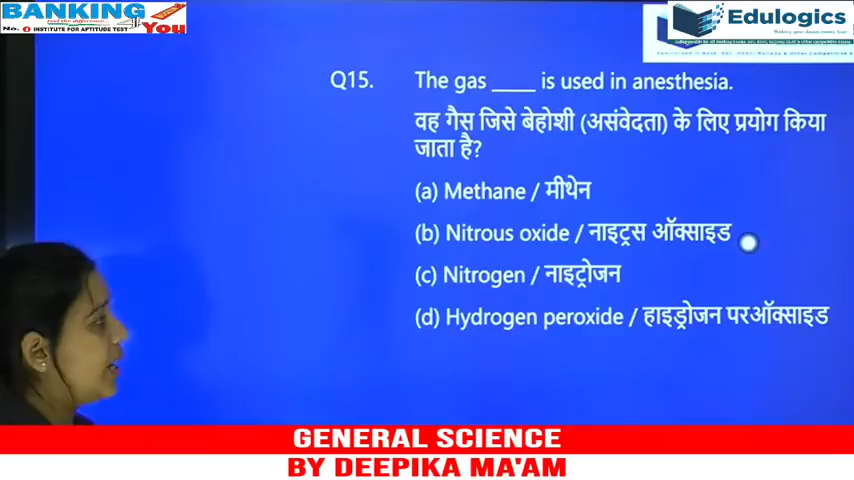 BANKING
Feel the difference...
No. 1 INSTITUTE FOR APTITUDE TEST
You
Edulogics
Q15. The gas ____ is used in anesthesia.
वह गैस जिसे बेहोशी (असंवेदता) के लिए प्रयोग किया
जाता है?
(a) Methane / मीथेन
(b) Nitrous oxide / नाइट्रस ऑक्साइड
(c) Nitrogen / नाइट्रोजन
(d) Hydrogen peroxide / हाइड्रोजन परऑक्साइड
GENERAL SCIENCE
BY DEEPIKA MA'AM